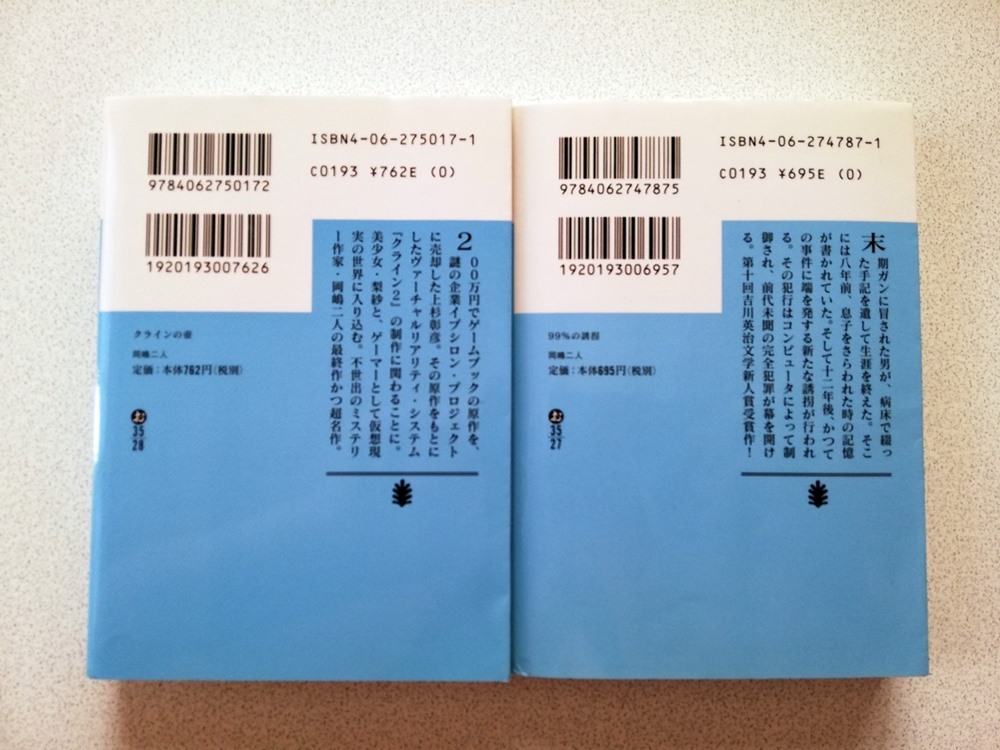 ISBN4-06-275017-1
C0193 ¥762E (0)
9784062750172
1920193007626
200万円でゲームブックの原作を、
謎の企業イプシロン・プロジェクト
に売却した上杉彰彦。その原作をもとに
したヴァーチャルリアリティ・システム
『クライン2』の制作に関わることに。
美少女・梨紗と、ゲーマーとして仮想現
実の世界に入り込む。不世出のミステリ
ー作家・岡嶋二人の最終作かつ超名作。
クラインの壺
岡嶋二人
定価:本体762円(税別)
お
35
28
ISBN4-06-274787-1
C0193 ¥695E (0)
9784062747875
1920193006957
末期ガンに冒された男が、病床で綴っ
た手記を遺して生涯を終えた。そこ
には八年前、息子をさらわれた時の記憶
が書かれていた。そして十二年後、かつて
の事件に端を発する新たな誘拐が行われ
る。その犯行はコンピュータによって制
御され、前代未聞の完全犯罪が幕を開け
る。第十回吉川英治文学新人賞受賞作!
99%の誘拐
岡嶋二人
定価:本体695円(税別)
お
35
27